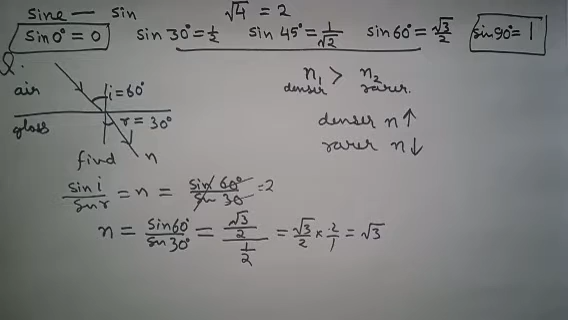 sine — sin √4 = 2
sin 0° = 0 sin 30° = 1/2 sin 45° = 1/√2 sin 60° = √3/2 sin 90° = 1
Q.
air i = 60°
glass r = 30°
find n
n₁ > n₂
denser rarer
denser n↑
rarer n↓
sin i / sin r = n = sin 60° / sin 30 = 2
n = sin 60° / sin 30° = (√3/2) / (1/2) = √3/2 × 2/1 = √3